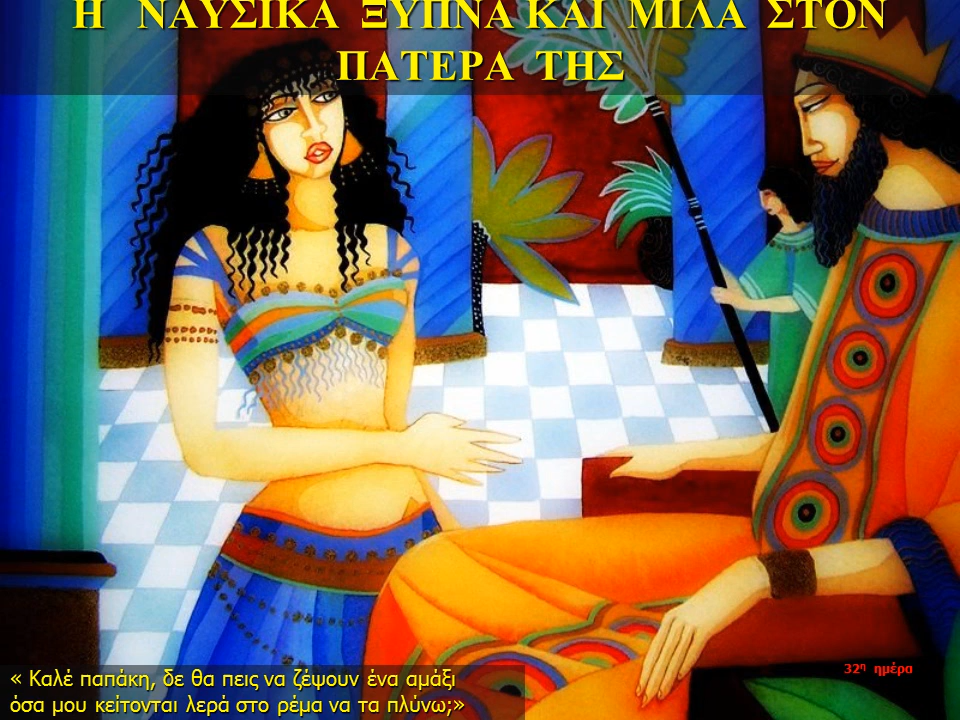 Η ΝΑΥΣΙΚΑ ΞΥΠΝΑ ΚΑΙ ΜΙΛΑ ΣΤΟΝ
ΠΑΤΕΡΑ ΤΗΣ
32η ημέρα
« Καλέ παπάκη, δε θα πεις να ζέψουν ένα αμάξι
όσα μου κείτονται λερά στο ρέμα να τα πλύνω;»